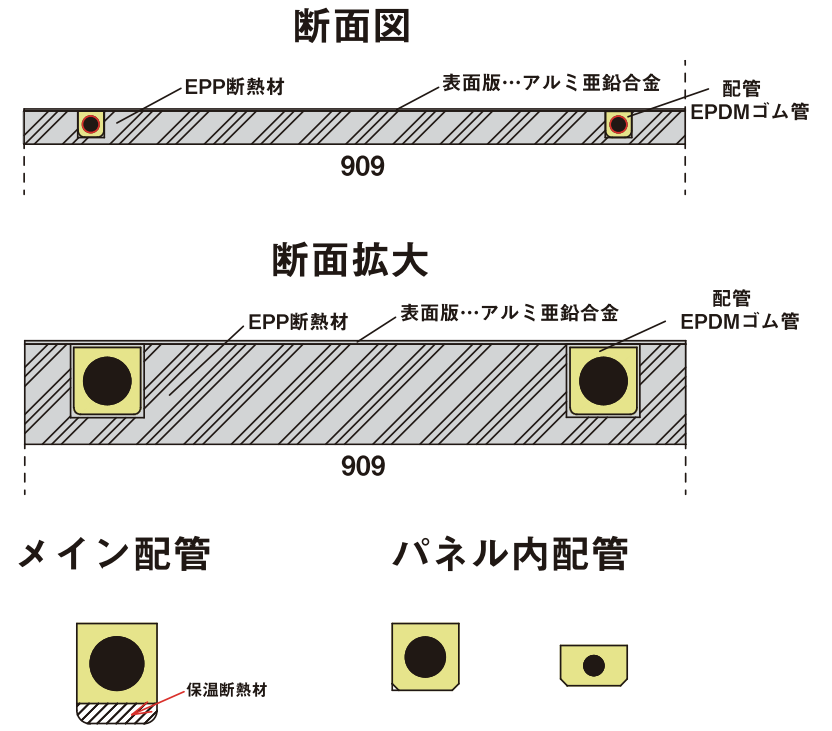 断面図
EPP断熱材
表面版…アルミ亜鉛合金
配管
EPDMゴム管
909
断面拡大
EPP断熱材
表面版…アルミ亜鉛合金
配管
EPDMゴム管
909
メイン配管
パネル内配管
保温断熱材